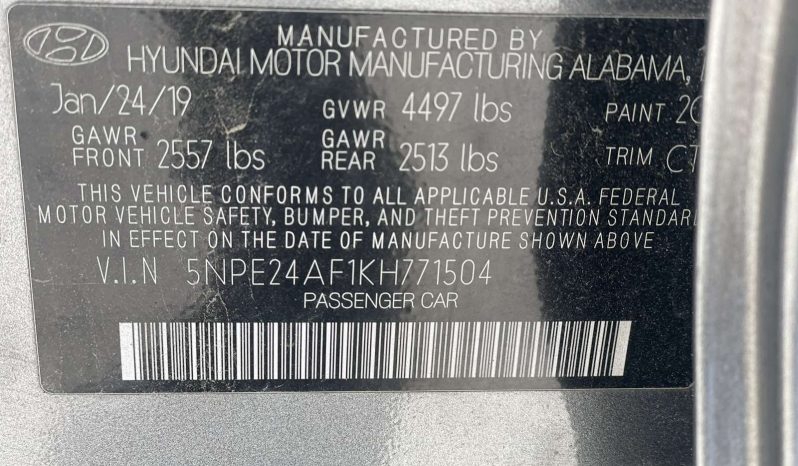 MANUFACTURED BY
HYUNDAI MOTOR MANUFACTURING ALABAMA,
Jan/24/19 GVWR 4497 lbs PAINT
GAWR FRONT 2557 lbs GAWR REAR 2513 lbs TRIM
THIS VEHICLE CONFORMS TO ALL APPLICABLE U.S.A. FEDERAL
MOTOR VEHICLE SAFETY, BUMPER, AND THEFT PREVENTION
IN EFFECT ON THE DATE OF MANUFACTURE SHOWN ABOVE
V.I.N 5NPE24AF1KH771504
PASSENGER CAR